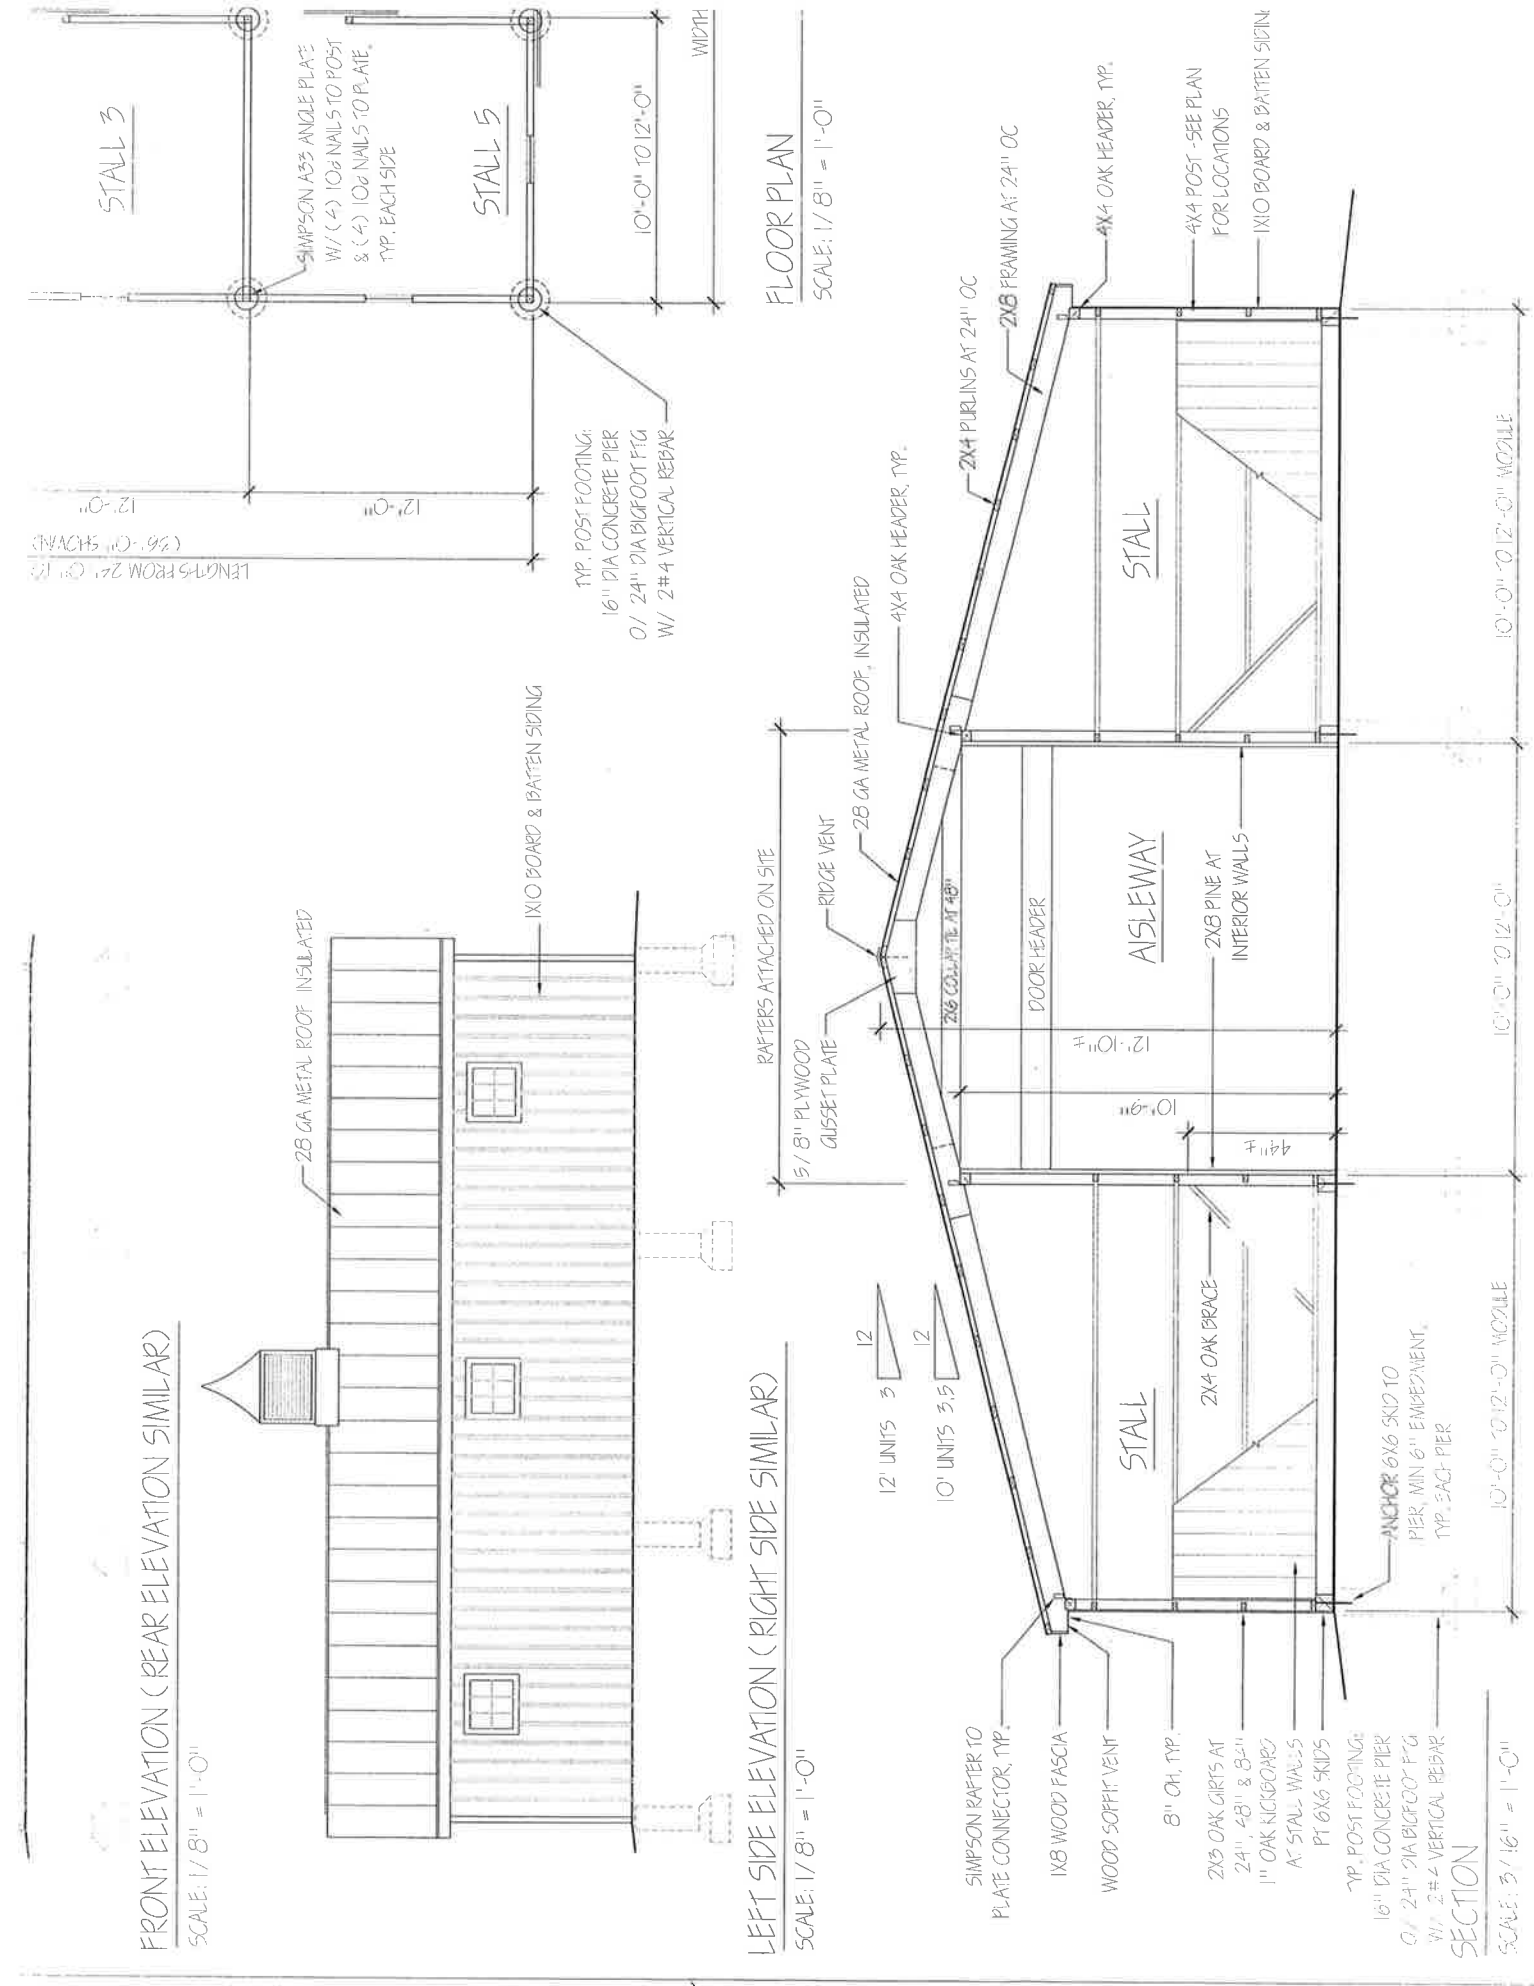 FRONT ELEVATION (REAR ELEVATION SIMILAR)
SCALE: 1/8" = 1'-0"
28 GA METAL ROOF INSULATED
1X10 BOARD & BATTEN SIDING
LEFT SIDE ELEVATION (RIGHT SIDE SIMILAR)
SCALE: 1/8" = 1'-0"
LENGTHS FROM 24'-0" TO
(36'-0" SHOWN)
12'-0"
12'-0"
STALL 3
SIMPSON A33 ANGLE PLATE
W/ (4) 10d NAILS TO POST
& (4) 10d NAILS TO PLATE,
TYP. EACH SIDE
STALL 5
TYP. POST FOOTING:
16" DIA CONCRETE PIER
O/ 24" DIA BIGFOOT FTG
W/ 2 #4 VERTICAL REBAR
10'-0" TO 12'-0"
WIDTH
FLOOR PLAN
SCALE: 1/8" = 1'-0"
RAFTERS ATTACHED ON SITE
5/8" PLYWOOD
GUSSET PLATE
RIDGE VENT
28 GA METAL ROOF, INSULATED
4X4 OAK HEADER, TYP.
2X4 PURLINS AT 24" OC
2X8 FRAMING AT 24" OC
4X4 OAK HEADER, TYP.
4X4 POST - SEE PLAN
FOR LOCATIONS
1X10 BOARD & BATTEN SIDING
12' UNITS 3
12
10' UNITS 3.5
12
2X6 COLLAR TIE AT 48"
DOOR HEADER
12'-10"±
10'-9"
44"±
STALL
AISLEWAY
STALL
2X8 PINE AT
INTERIOR WALLS
2X4 OAK BRACE
SIMPSON RAFTER TO
PLATE CONNECTOR, TYP.
1X8 WOOD FASCIA
WOOD SOFFIT VENT
8" OH, TYP.
2X3 OAK GIRTS AT
24", 48" & 84"
1" OAK KICKBOARD
AT STALL WALLS
PT 6X6 SKIDS
TYP. POST FOOTING:
16" DIA CONCRETE PIER
O/ 24" DIA BIGFOOT FTG
W/ 2 #4 VERTICAL REBAR
ANCHOR 6X6 SKID TO
PIER, MIN 6" EMBEDMENT,
TYP. EACH PIER
10'-0" TO 12'-0" MODULE
10'-0" TO 12'-0"
10'-0" TO 12'-0" MODULE
SECTION
SCALE: 3/16" = 1'-0"